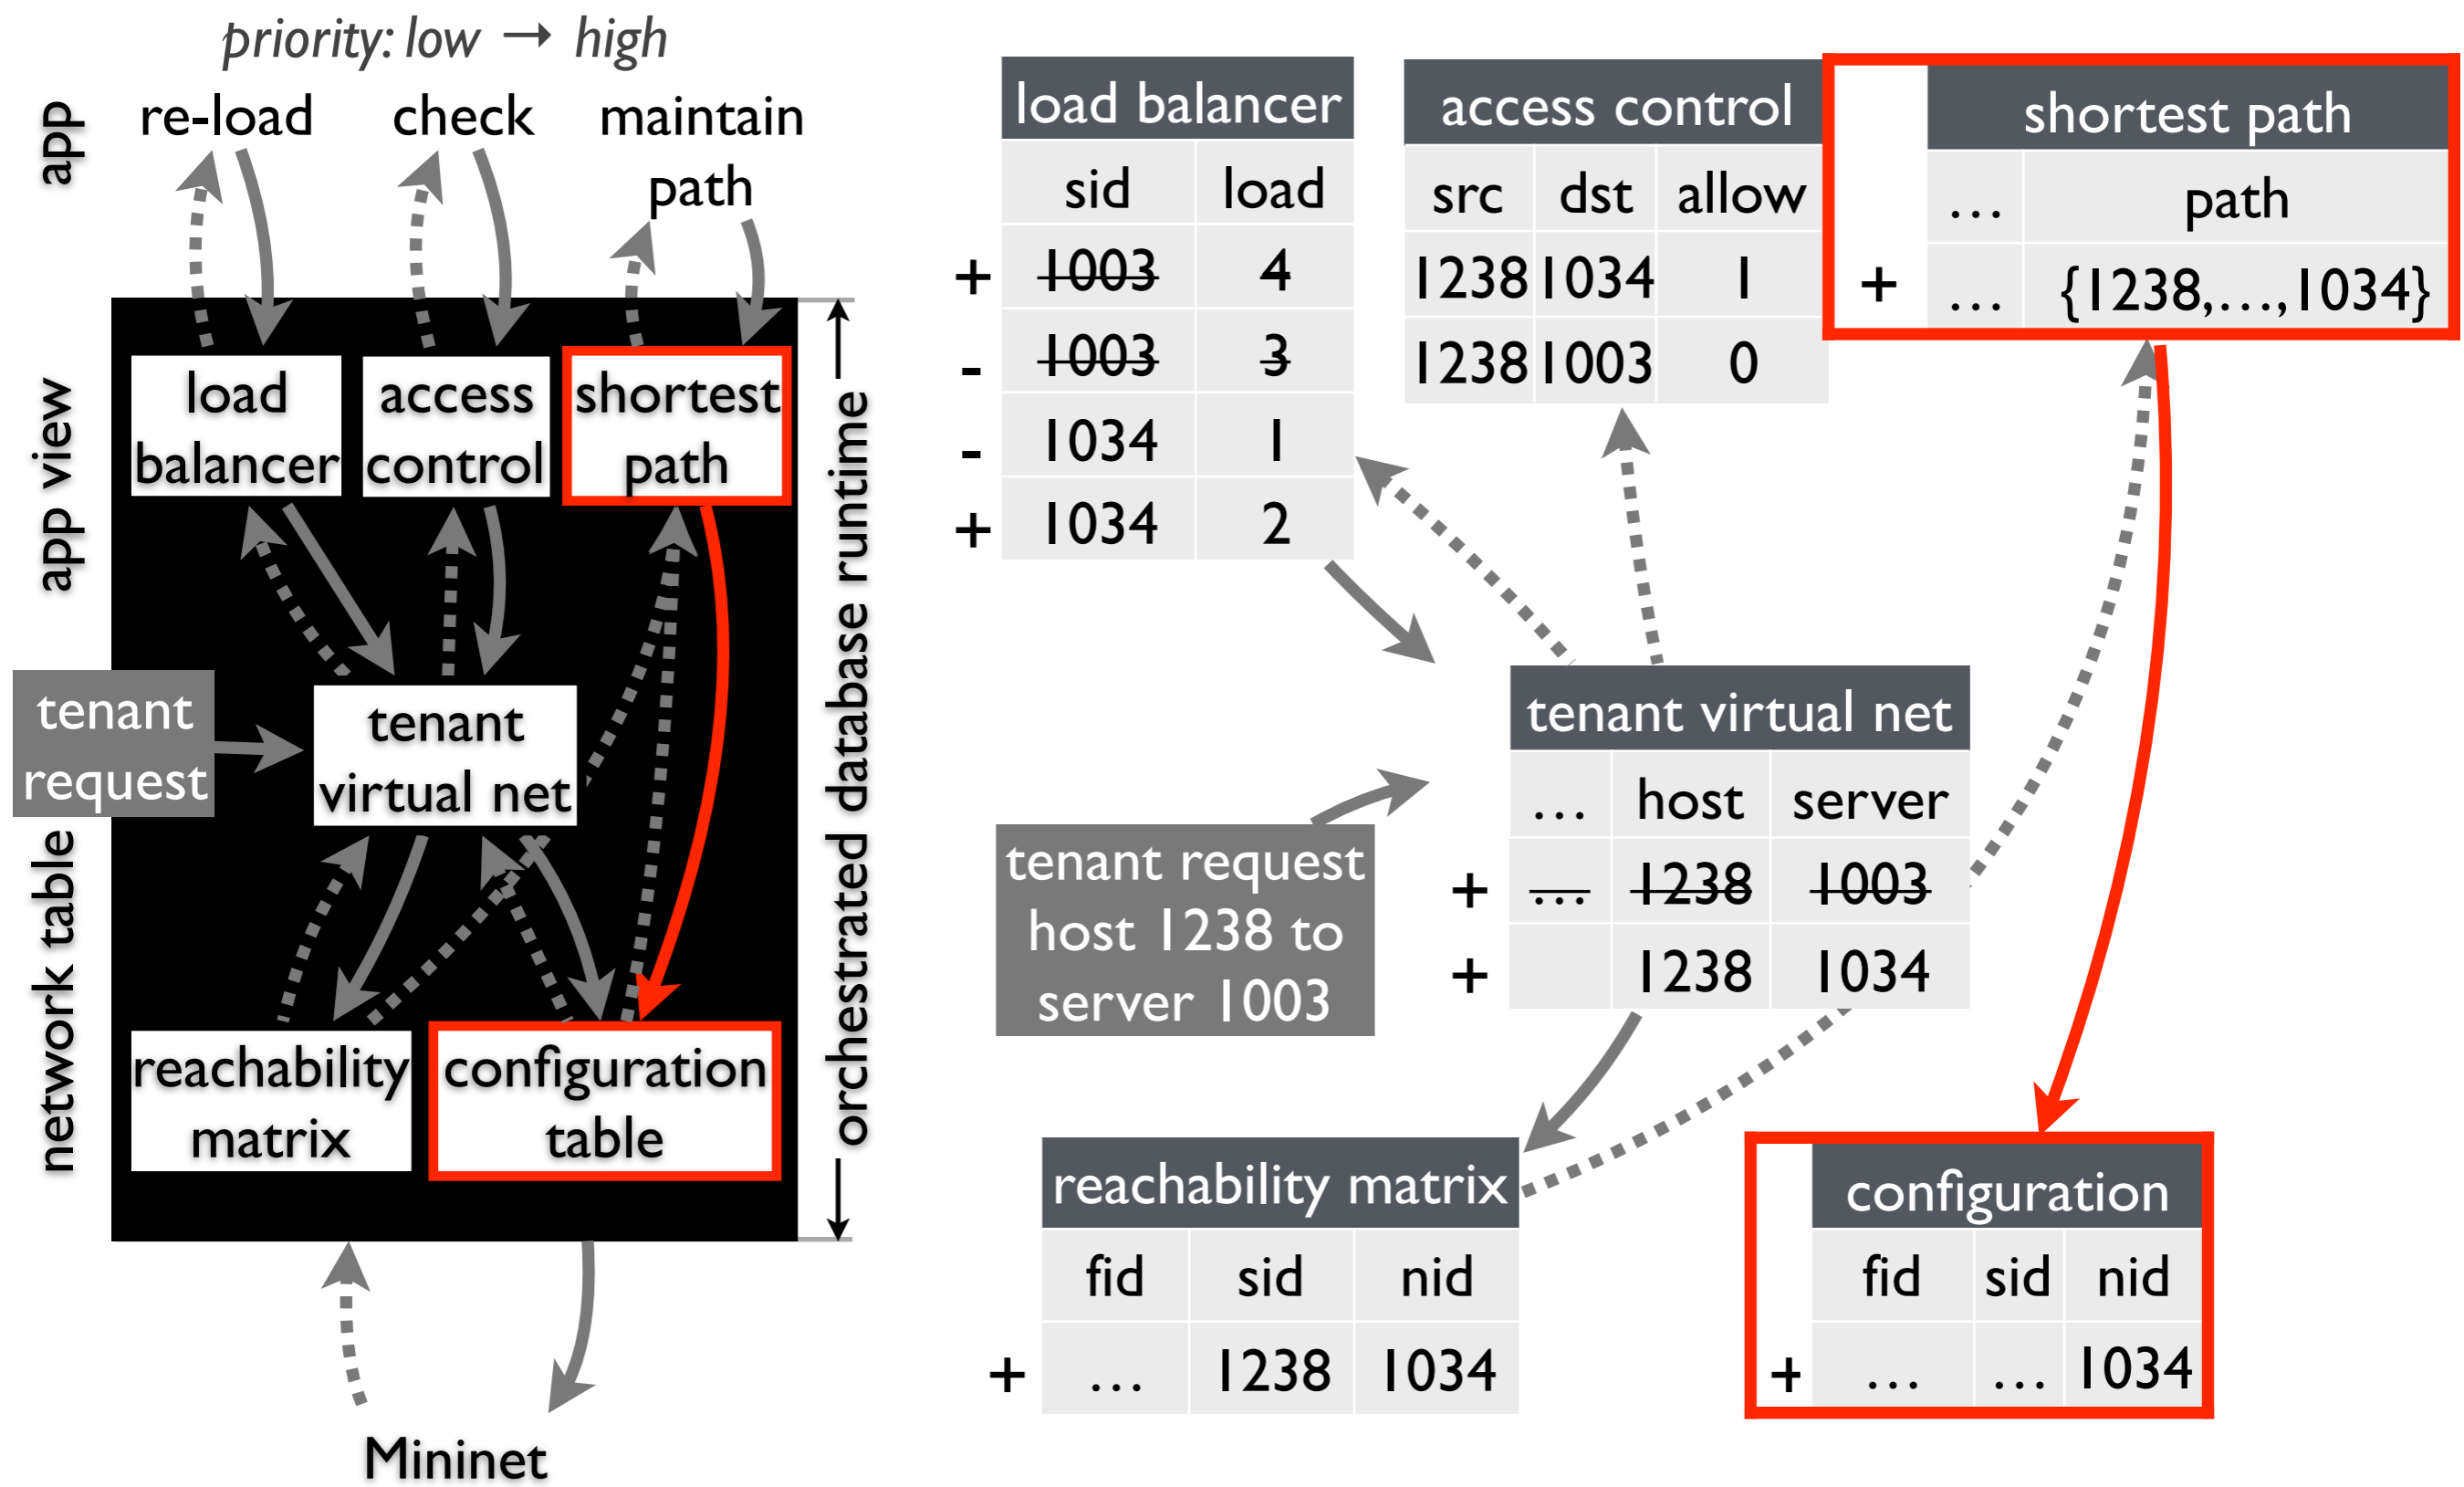 priority: low → high
app
re-load
check
maintain
path
app view
load
balancer
access
control
shortest
path
tenant
request
tenant
virtual net
network table
reachability
matrix
configuration
table
orchestrated database runtime
Mininet
load balancer
sid load
+ 1003 4
- 1003 3
- 1034 1
+ 1034 2
access control
src dst allow
1238 1034 1
1238 1003 0
shortest path
... path
+ ... {1238,...,1034}
tenant request
host 1238 to
server 1003
tenant virtual net
... host server
+ ... 1238 1003
+ 1238 1034
reachability matrix
fid sid nid
+ ... 1238 1034
configuration
fid sid nid
+ ... ... 1034